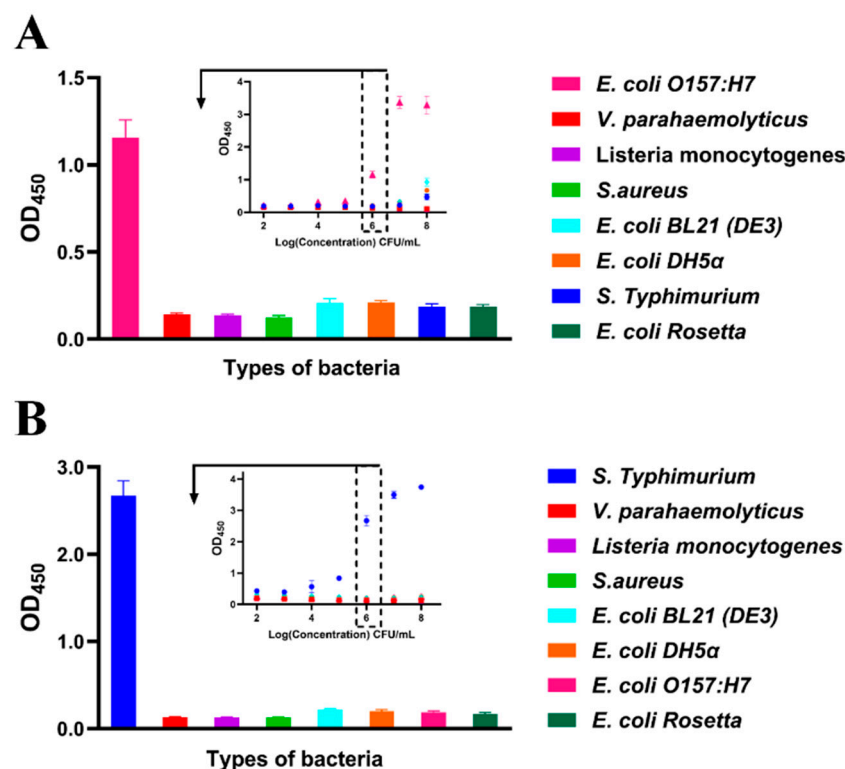 A
1.5
1.0
0.5
0.0
OD450
Types of bacteria
4
3
2
1
0
OD450
2 4 6 8
Log(Concentration) CFU/mL
E. coli O157:H7
V. parahaemolyticus
Listeria monocytogenes
S.aureus
E. coli BL21 (DE3)
E. coli DH5α
S. Typhimurium
E. coli Rosetta
B
3.0
2.0
1.0
0.0
OD450
Types of bacteria
4
3
2
1
0
OD450
2 4 6 8
Log(Concentration) CFU/mL
S. Typhimurium
V. parahaemolyticus
Listeria monocytogenes
S.aureus
E. coli BL21 (DE3)
E. coli DH5α
E. coli O157:H7
E. coli Rosetta